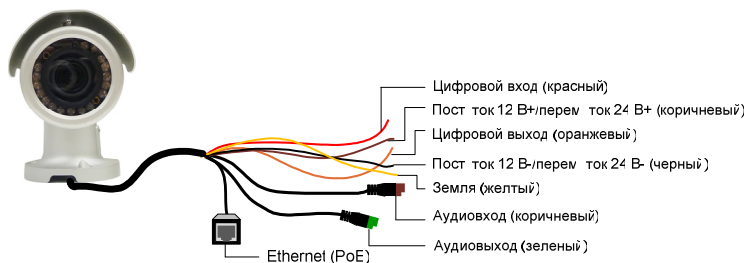 Цифровой вход (красный)
Пост ток 12 В+/перем ток 24 В+ (коричневый)
Цифровой выход (оранжевый)
Пост ток 12 В-/перем ток 24 В- (черный)
Земля (желтый)
Аудиовход (коричневый)
Аудиовыход (зеленый)
Ethernet (PoE)